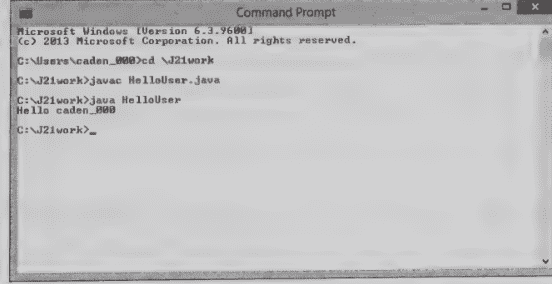 Command Prompt
Microsoft Windows [Version 6.3.9600]
(c) 2013 Microsoft Corporation. All rights reserved.
C:\Users\caden_000>cd \J21work
C:\J21work>javac HelloUser.java
C:\J21work>java HelloUser
Hello caden_000
C:\J21work>_